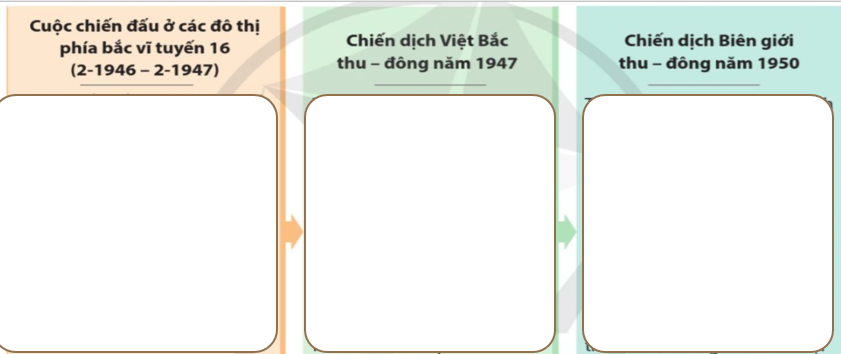 Cuộc chiến đấu ở các đô thị
phía bắc vĩ tuyến 16
(2-1946 – 2-1947)
Chiến dịch Việt Bắc
thu – đông năm 1947
Chiến dịch Biên giới
thu – đông năm 1950